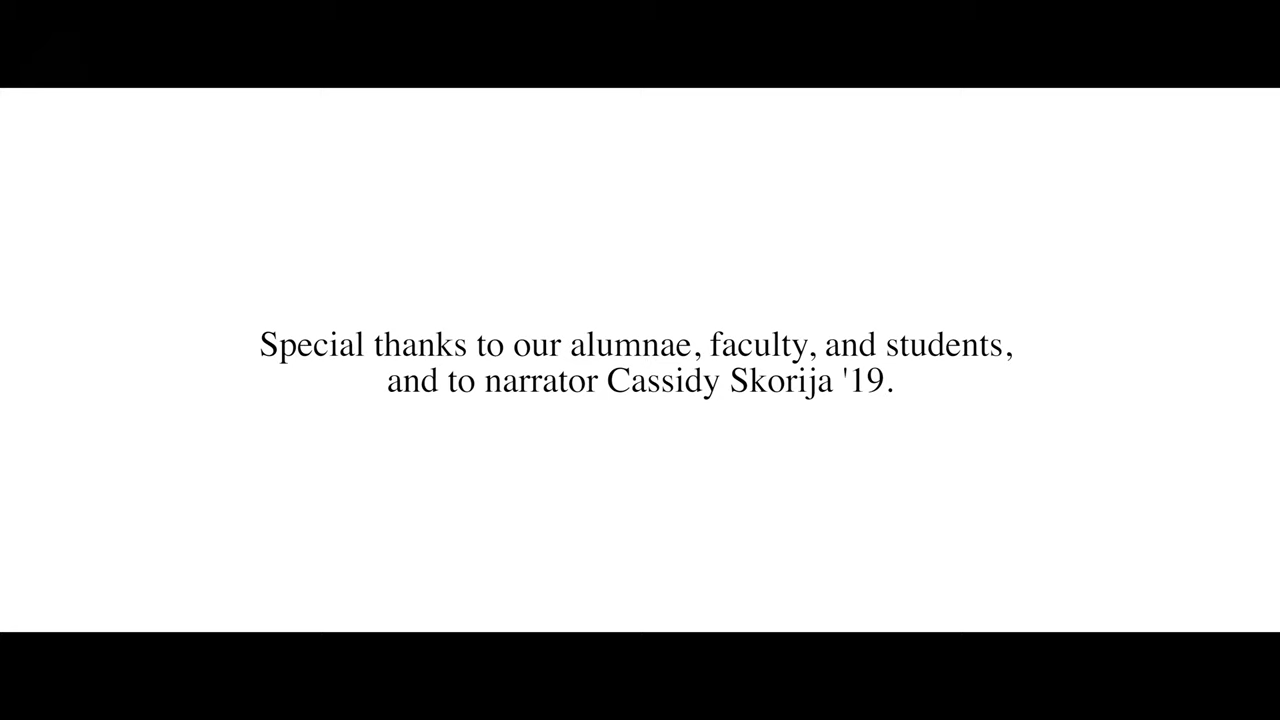 Special thanks to our alumnae, faculty, and students,
and to narrator Cassidy Skorija '19.